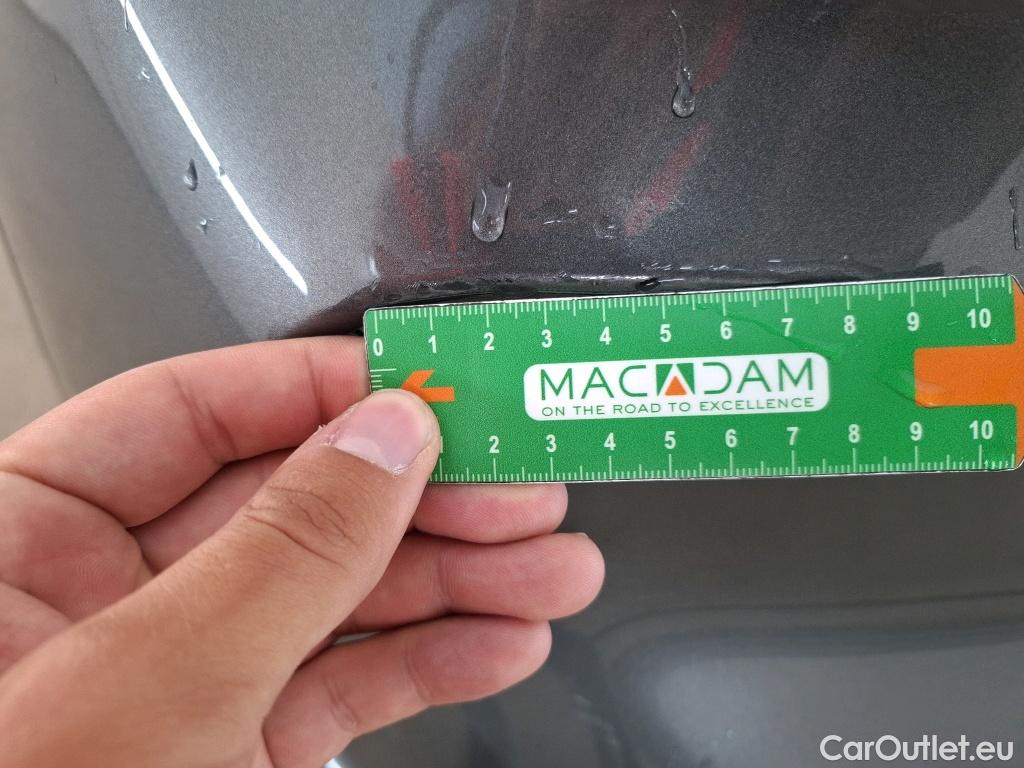 0 1 2 3 4 5 6 7 8 9 10
MACADAM
ON THE ROAD TO EXCELLENCE
2 3 4 5 6 7 8 9 10
CarOutlet.eu